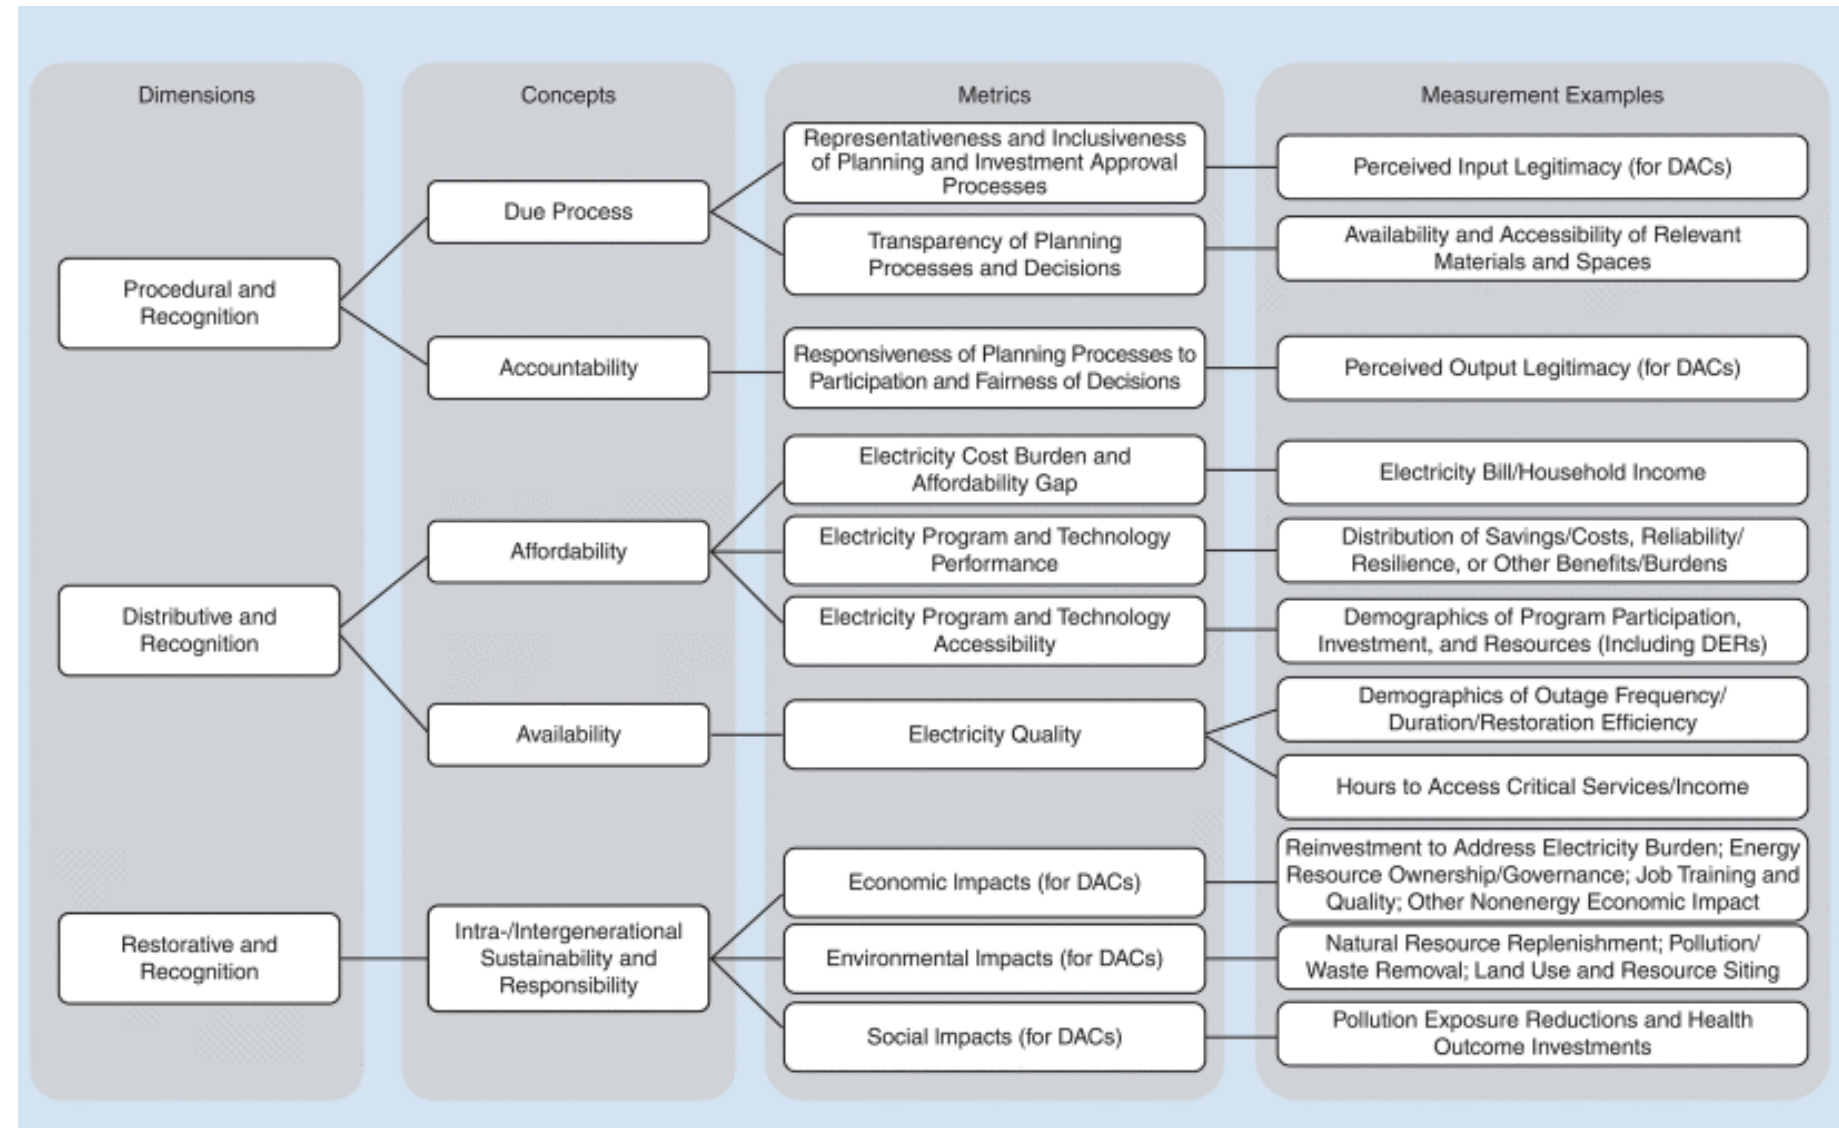 Dimensions
Concepts
Metrics
Measurement Examples
Procedural and
Recognition
Due Process
Representativeness and Inclusiveness
of Planning and Investment Approval
Processes
Perceived Input Legitimacy (for DACs)
Transparency of Planning
Processes and Decisions
Availability and Accessibility of Relevant
Materials and Spaces
Accountability
Responsiveness of Planning Processes to
Participation and Fairness of Decisions
Perceived Output Legitimacy (for DACs)
Distributive and
Recognition
Affordability
Electricity Cost Burden and
Affordability Gap
Electricity Bill/Household Income
Electricity Program and Technology
Performance
Distribution of Savings/Costs, Reliability/
Resilience, or Other Benefits/Burdens
Electricity Program and Technology
Accessibility
Demographics of Program Participation,
Investment, and Resources (Including DERs)
Availability
Electricity Quality
Demographics of Outage Frequency/
Duration/Restoration Efficiency
Hours to Access Critical Services/Income
Restorative and
Recognition
Intra-/Intergenerational
Sustainability and
Responsibility
Economic Impacts (for DACs)
Reinvestment to Address Electricity Burden; Energy
Resource Ownership/Governance; Job Training and
Quality; Other Nonenergy Economic Impact
Environmental Impacts (for DACs)
Natural Resource Replenishment; Pollution/
Waste Removal; Land Use and Resource Siting
Social Impacts (for DACs)
Pollution Exposure Reductions and Health
Outcome Investments